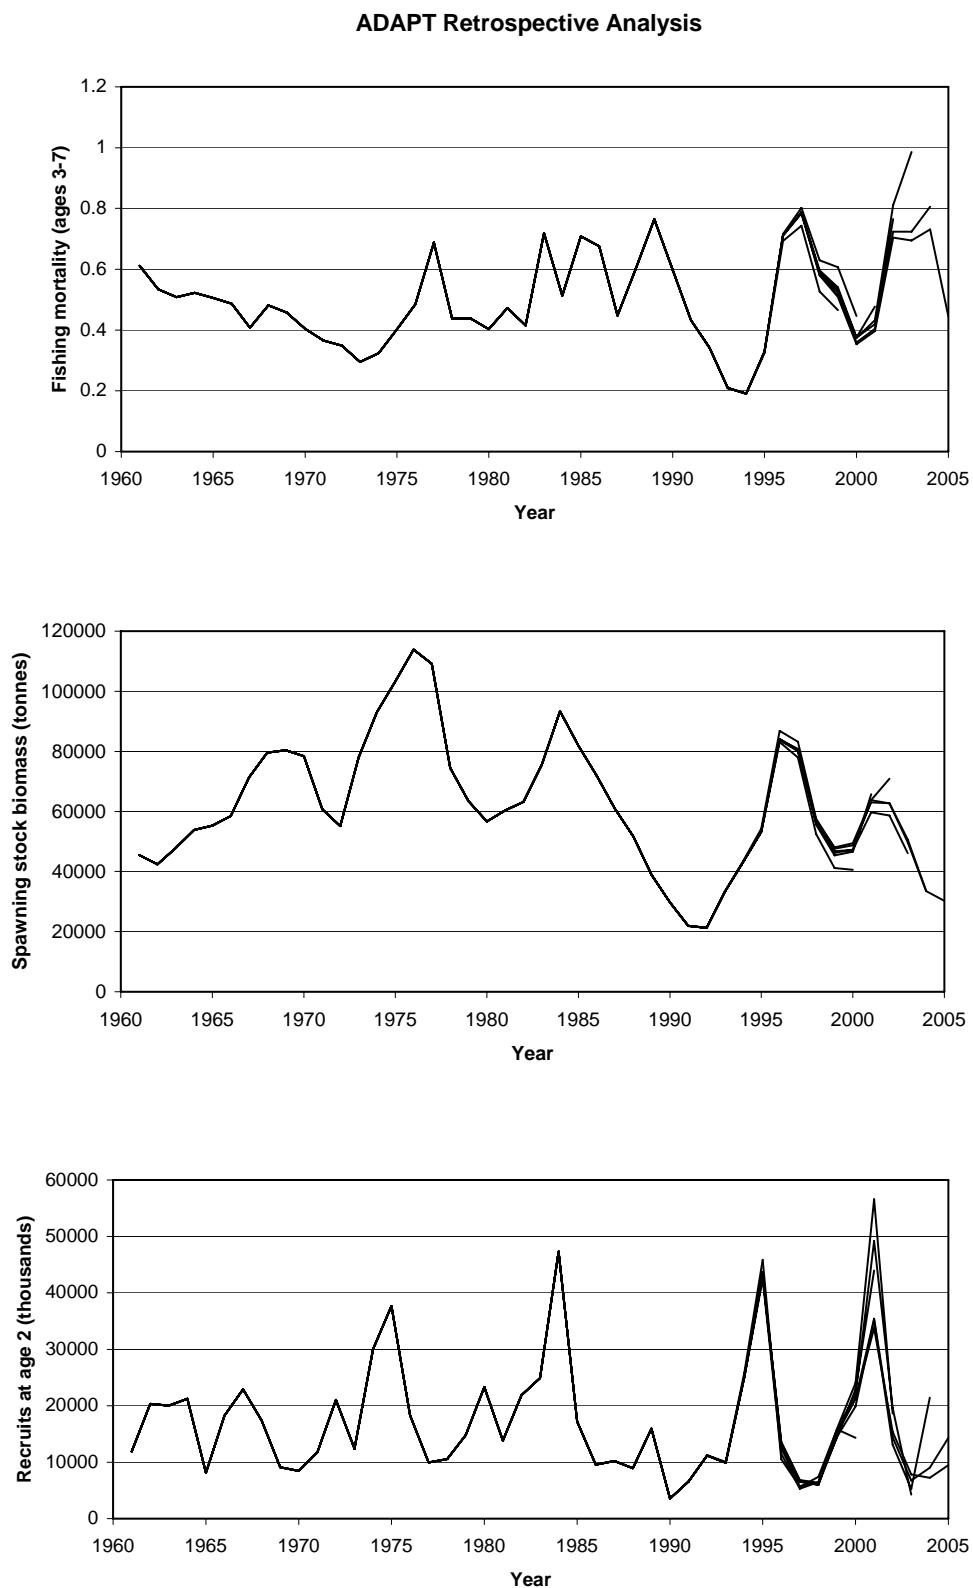 ADAPT Retrospective Analysis
Fishing mortality (ages 3-7)
1.2
1
0.8
0.6
0.4
0.2
0
1960 1965 1970 1975 1980 1985 1990 1995 2000 2005
Year
Spawning stock biomass (tonnes)
120000
100000
80000
60000
40000
20000
0
1960 1965 1970 1975 1980 1985 1990 1995 2000 2005
Year
Recruits at age 2 (thousands)
60000
50000
40000
30000
20000
10000
0
1960 1965 1970 1975 1980 1985 1990 1995 2000 2005
Year